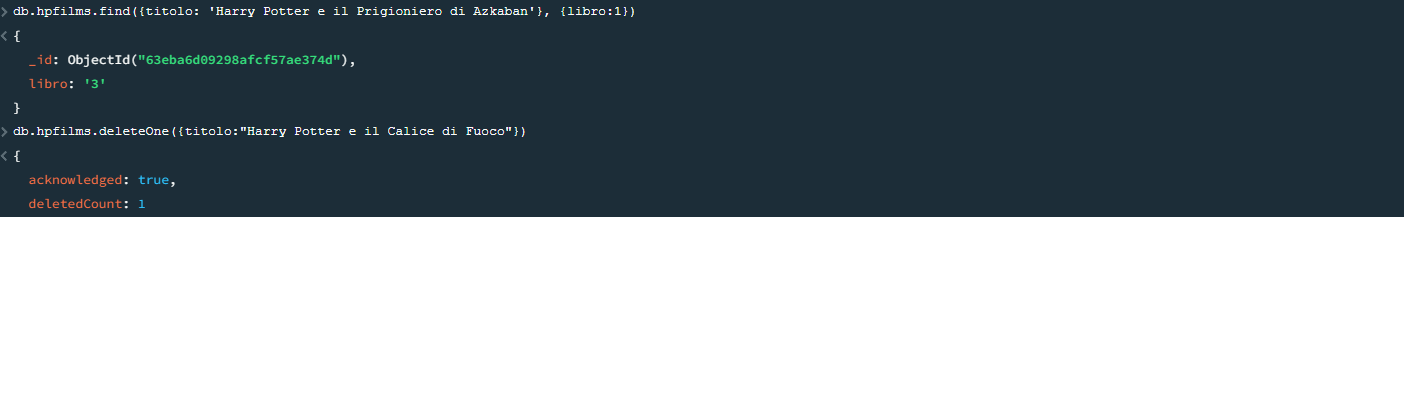 > db.hpfilms.find({titolo: 'Harry Potter e il Prigioniero di Azkaban'}, {libro:1})
< {
_id: ObjectId("63eba6d09298afcf57ae374d"),
libro: '3'
}
> db.hpfilms.deleteOne({titolo:"Harry Potter e il Calice di Fuoco"})
< {
acknowledged: true,
deletedCount: 1